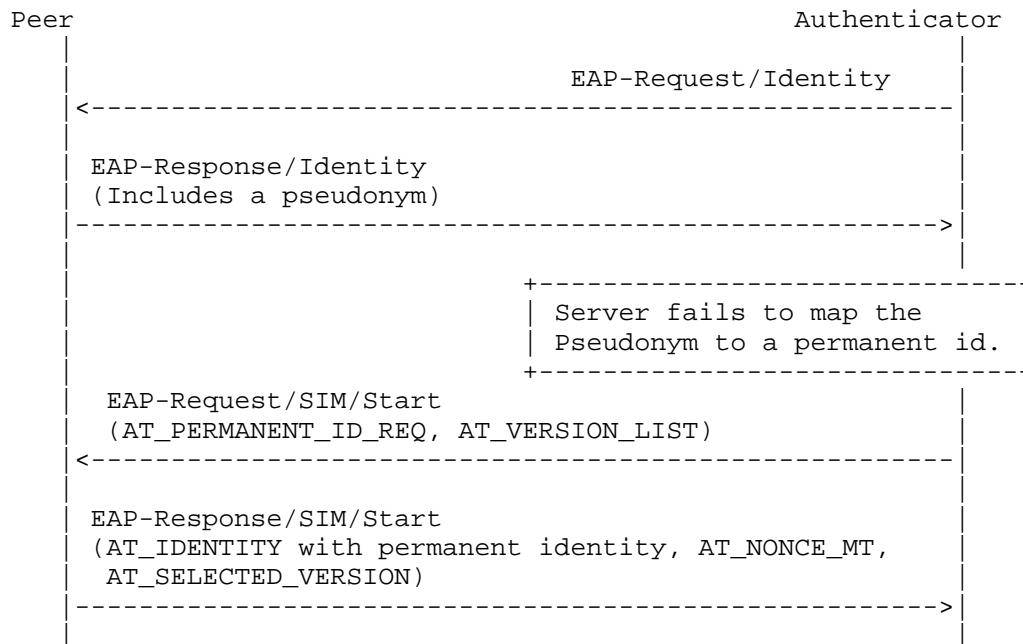 Peer Authenticator
EAP-Request/Identity
EAP-Response/Identity
(Includes a pseudonym)
Server fails to map the
Pseudonym to a permanent id.
EAP-Request/SIM/Start
(AT_PERMANENT_ID_REQ, AT_VERSION_LIST)
EAP-Response/SIM/Start
(AT_IDENTITY with permanent identity, AT_NONCE_MT,
AT_SELECTED_VERSION)